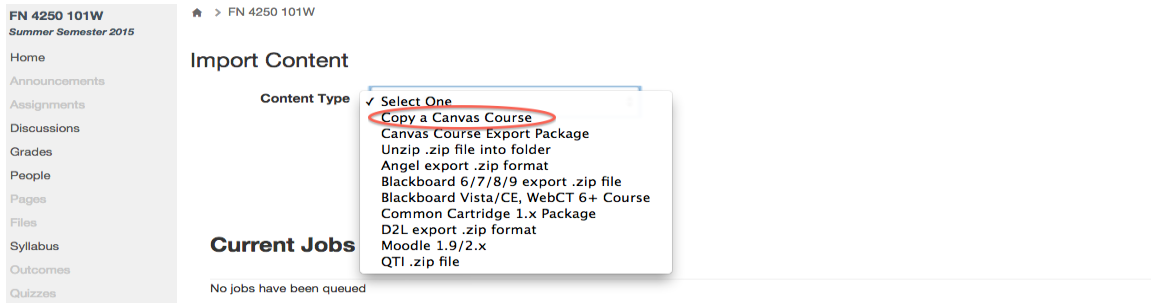 FN 4250 101W
Summer Semester 2015
Home
Announcements
Assignments
Discussions
Grades
People
Pages
Files
Syllabus
Outcomes
Quizzes
> FN 4250 101W
Import Content
Content Type
✓ Select One
Copy a Canvas Course
Canvas Course Export Package
Unzip .zip file into folder
Angel export .zip format
Blackboard 6/7/8/9 export .zip file
Blackboard Vista/CE, WebCT 6+ Course
Common Cartridge 1.x Package
D2L export .zip format
Moodle 1.9/2.x
QTI .zip file
Current Jobs
No jobs have been queued